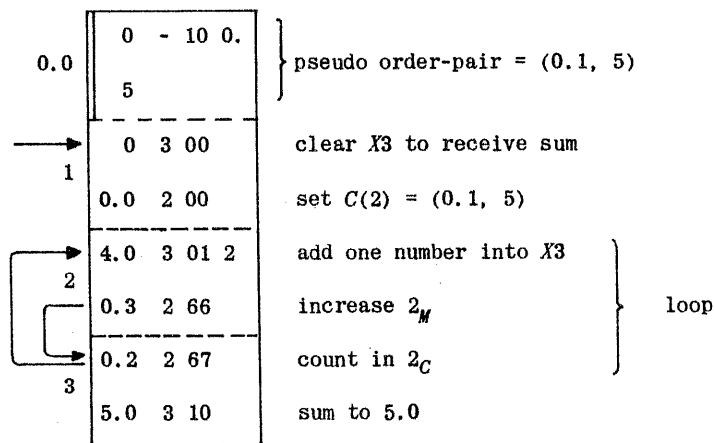 0 - 10 0.
0.0 pseudo order-pair = (0.1, 5)
5
0 3 00 clear X3 to receive sum
1
0.0 2 00 set C(2) = (0.1, 5)
4.0 3 01 2 add one number into X3
2
0.3 2 66 increase 2M loop
0.2 2 67 count in 2C
3
5.0 3 10 sum to 5.0